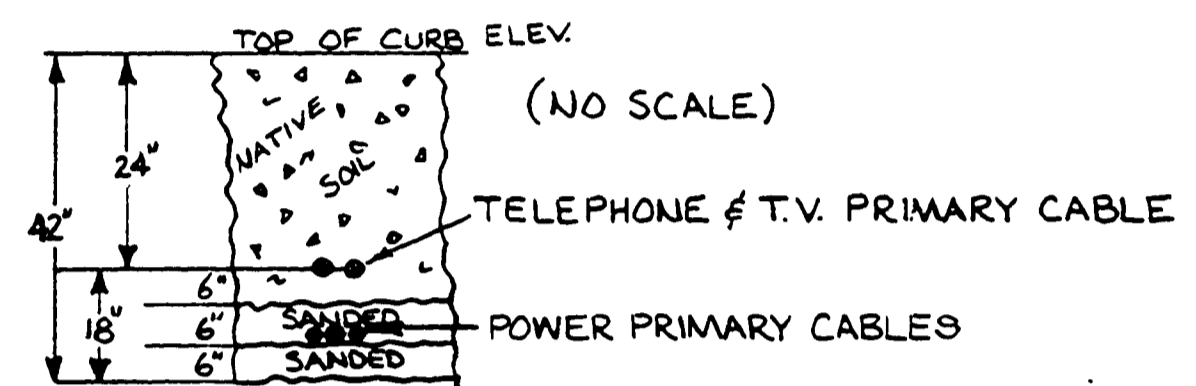 TOP OF CURB ELEV.
(NO SCALE)
NATIVE
SOIL
24"
42"
TELEPHONE & T.V. PRIMARY CABLE
6"
18"
6"
SANDED
POWER PRIMARY CABLES
6"
SANDED